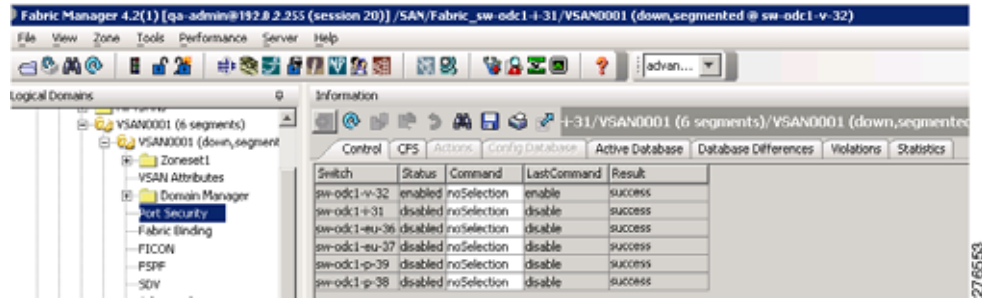 Fabric Manager 4.2(1) [qa-admin@192.0.2.255 (session 20)] /SAN/Fabric_sw-odc1-i-31/VSAN0001 (down,segmented @ sw-odc1-v-32)
File View Zone Tools Performance Server Help
advan...
Logical Domains
Information
VSAN0001 (6 segments)
-i-31/VSAN0001 (6 segments)/VSAN0001 (down,segmented
VSAN0001 (down,segment
Control CFS Actions Config Database Active Database Database Differences Violations Statistics
Zoneset1
Switch Status Command LastCommand Result
VSAN Attributes
sw-odc1-v-32 enabled noSelection enable success
Domain Manager
sw-odc1-i-31 disabled noSelection disable success
Port Security
sw-odc1-eu-36 disabled noSelection disable success
Fabric Binding
sw-odc1-eu-37 disabled noSelection disable success
FICON
sw-odc1-p-39 disabled noSelection disable success
FSPF
sw-odc1-p-38 disabled noSelection disable success
SDV
276553